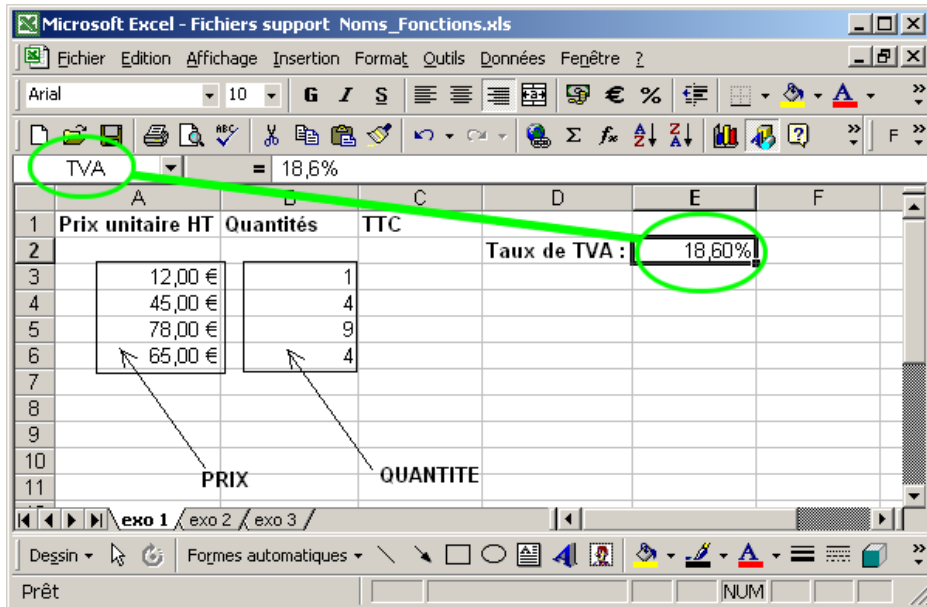 Microsoft Excel - Fichiers support Noms_Fonctions.xls
Fichier Edition Affichage Insertion Format Outils Données Fenêtre ?
Arial 10 G I S € %
ABC Σ fx A Z Z A ? F
TVA = 18,6%
A B C D E F
1 Prix unitaire HT Quantités TTC
2 Taux de TVA : 18,60%
3 12,00 € 1
4 45,00 € 4
5 78,00 € 9
6 65,00 € 4
7
8
9
10
PRIX QUANTITE
11
exo 1 exo 2 exo 3
Dessin Formes automatiques A A
Prêt NUM